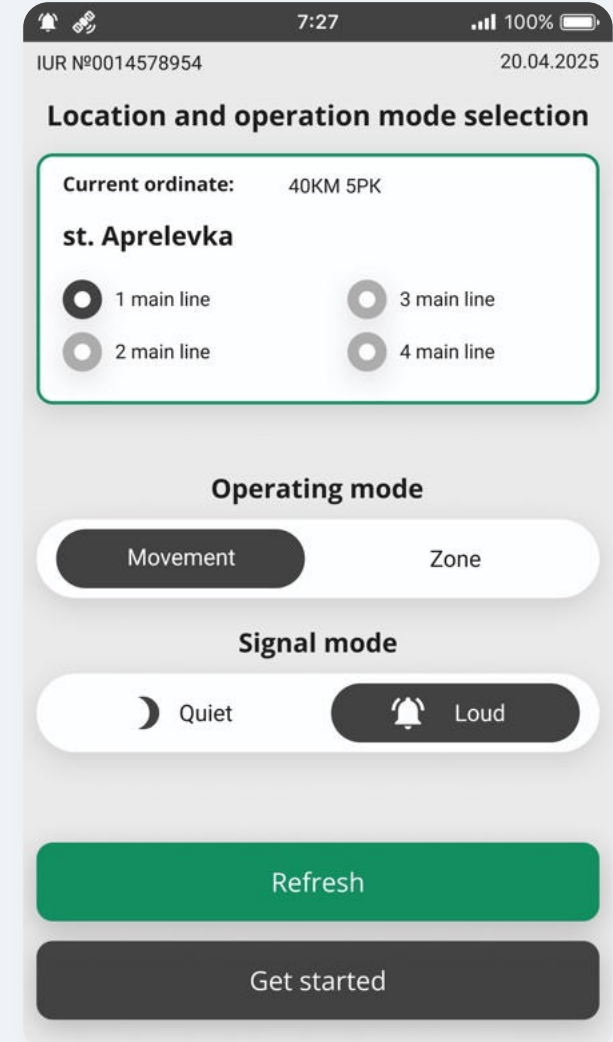 7:27 100%
IUR №0014578954 20.04.2025
Location and operation mode selection
Current ordinate: 40KM 5PK
st. Aprelevka
1 main line 3 main line
2 main line 4 main line
Operating mode
Movement Zone
Signal mode
Quiet Loud
Refresh
Get started